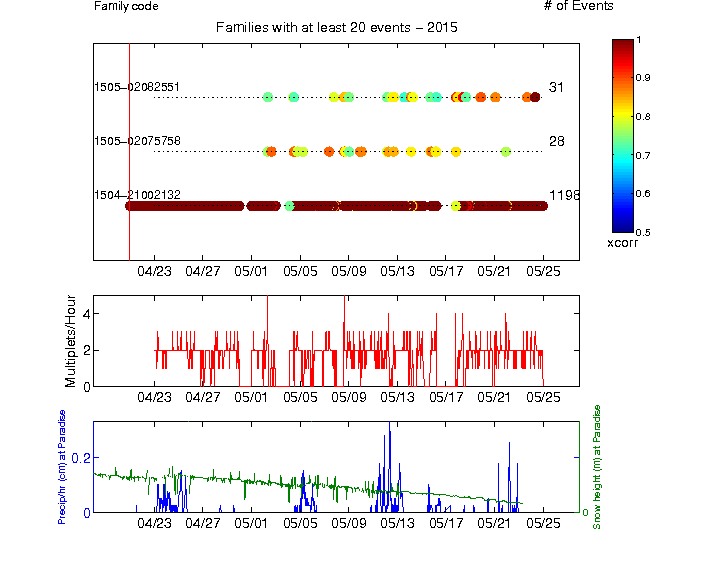 Family code
# of Events
Families with at least 20 events − 2015
1505−02082551
31
1505−02075758
28
1504−21002132
1198
04/23 04/27 05/01 05/05 05/09 05/13 05/17 05/21 05/25
1
0.9
0.8
0.7
0.6
0.5
xcorr
Multiplets/Hour
4
2
0
04/23 04/27 05/01 05/05 05/09 05/13 05/17 05/21 05/25
Precip/hr (cm) at Paradise
0.2
0
0
Snow height (m) at Paradise
04/23 04/27 05/01 05/05 05/09 05/13 05/17 05/21 05/25